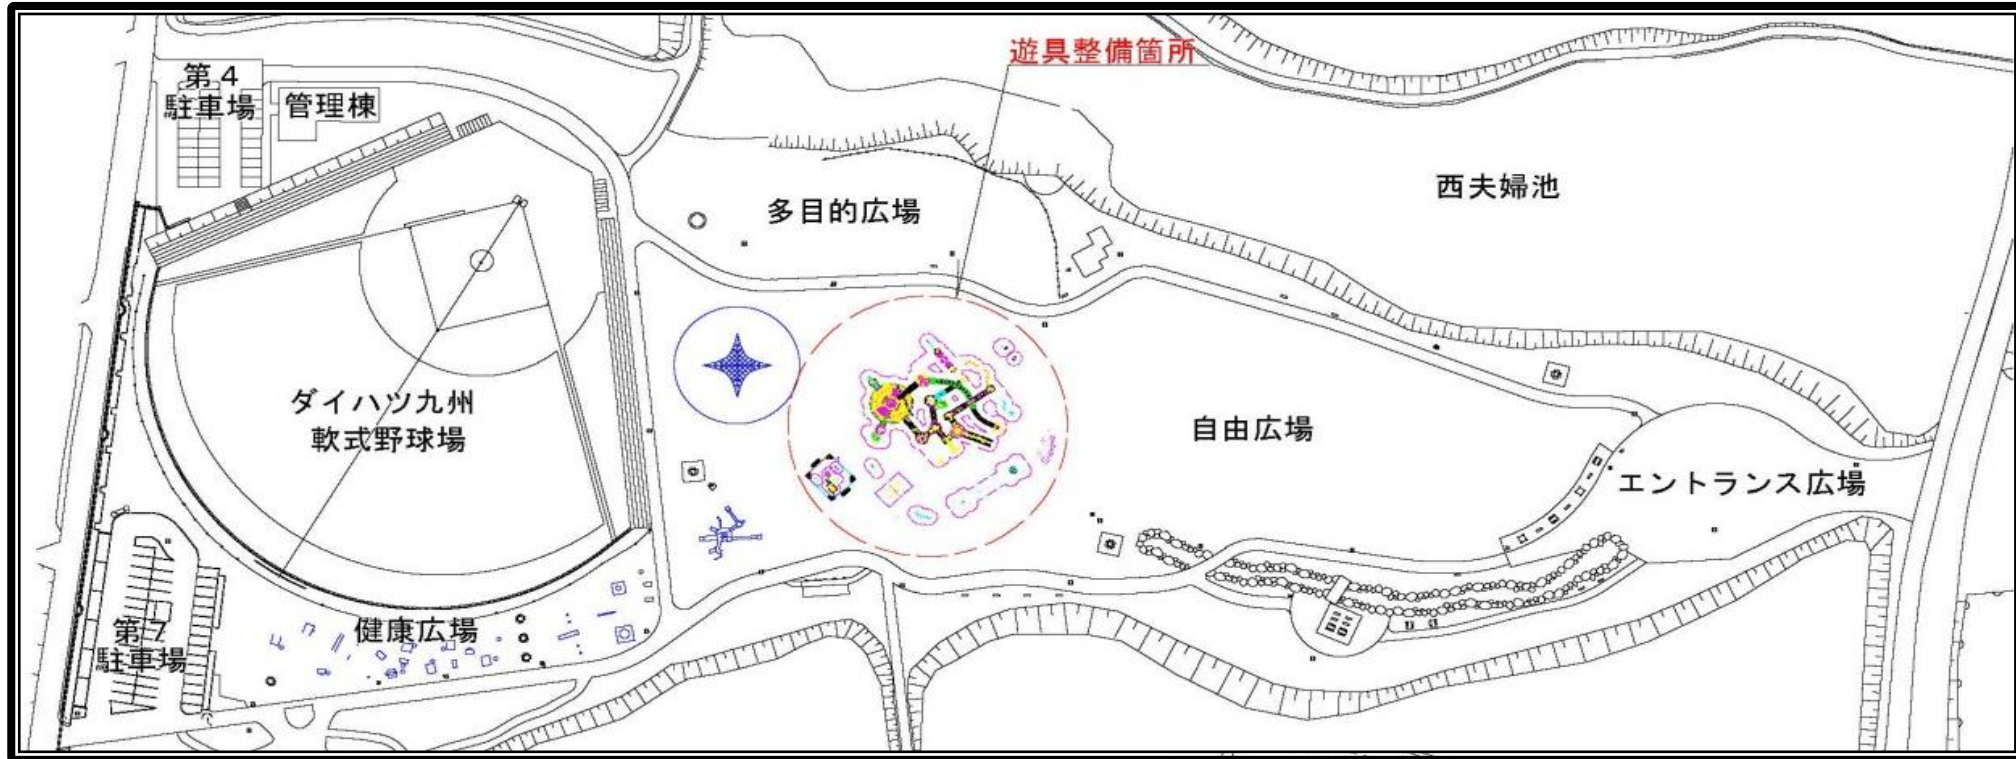 遊具整備箇所
第4
駐車場
管理棟
西夫婦池
多目的広場
ダイハツ九州
軟式野球場
自由広場
エントランス広場
健康広場
第7
駐車場